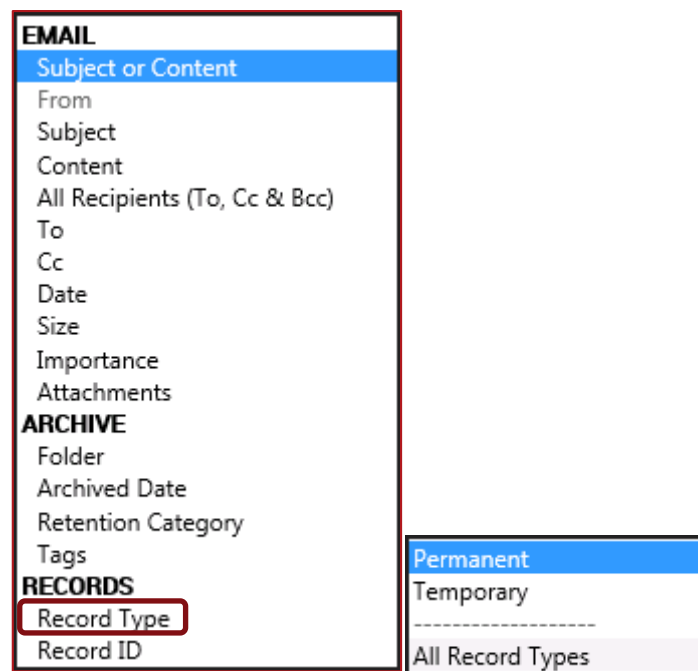 EMAIL
Subject or Content
From
Subject
Content
All Recipients (To, Cc & Bcc)
To
Cc
Date
Size
Importance
Attachments
ARCHIVE
Folder
Archived Date
Retention Category
Tags
RECORDS
Record Type
Record ID
Permanent
Temporary
-------------------
All Record Types